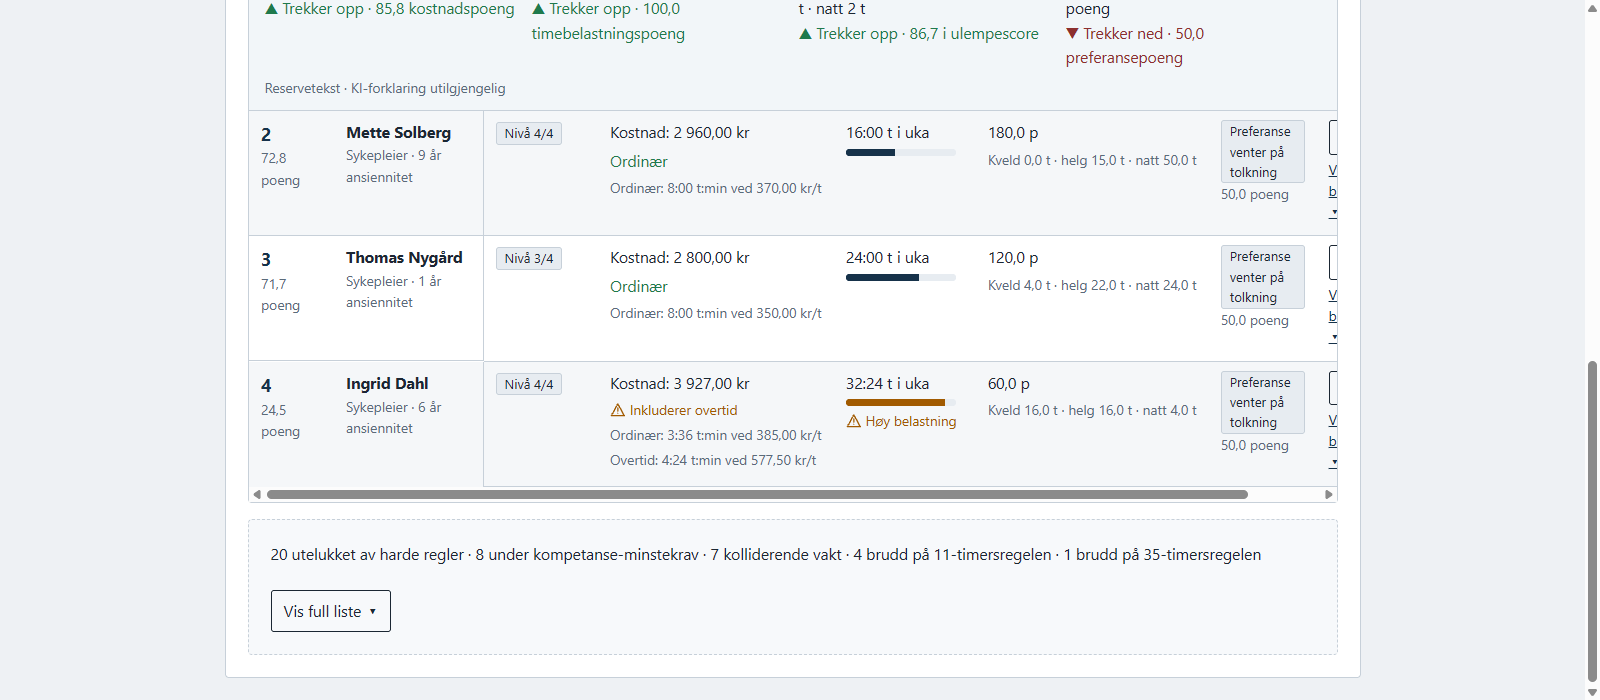 ▲ Trekker opp · 85,8 kostnadspoeng
▲ Trekker opp · 100,0
timebelastningspoeng
t · natt 2 t
▲ Trekker opp · 86,7 i ulempescore
poeng
▼ Trekker ned · 50,0
preferansepoeng
Reservetekst · KI-forklaring utilgjengelig
2
72,8
poeng
Mette Solberg
Sykepleier · 9 år
ansiennitet
Nivå 4/4
Kostnad: 2 960,00 kr
Ordinær
Ordinær: 8:00 t:min ved 370,00 kr/t
16:00 t i uka
180,0 p
Kveld 0,0 t · helg 15,0 t · natt 50,0 t
Preferanse
venter på
tolkning
50,0 poeng
V
b
▾
3
71,7
poeng
Thomas Nygård
Sykepleier · 1 år
ansiennitet
Nivå 3/4
Kostnad: 2 800,00 kr
Ordinær
Ordinær: 8:00 t:min ved 350,00 kr/t
24:00 t i uka
120,0 p
Kveld 4,0 t · helg 22,0 t · natt 24,0 t
Preferanse
venter på
tolkning
50,0 poeng
V
b
▾
4
24,5
poeng
Ingrid Dahl
Sykepleier · 6 år
ansiennitet
Nivå 4/4
Kostnad: 3 927,00 kr
⚠ Inkluderer overtid
Ordinær: 3:36 t:min ved 385,00 kr/t
Overtid: 4:24 t:min ved 577,50 kr/t
32:24 t i uka
⚠ Høy belastning
60,0 p
Kveld 16,0 t · helg 16,0 t · natt 4,0 t
Preferanse
venter på
tolkning
50,0 poeng
V
b
▾
20 utelukket av harde regler · 8 under kompetanse-minstekrav · 7 kolliderende vakt · 4 brudd på 11-timersregelen · 1 brudd på 35-timersregelen
Vis full liste ▾